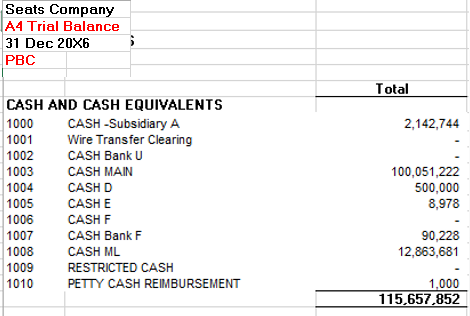 Seats Company
A4 Trial Balance
31 Dec 20X6
PBC
Total
CASH AND CASH EQUIVALENTS
1000 CASH -Subsidiary A 2,142,744
1001 Wire Transfer Clearing -
1002 CASH Bank U -
1003 CASH MAIN 100,051,222
1004 CASH D 500,000
1005 CASH E 8,978
1006 CASH F -
1007 CASH Bank F 90,228
1008 CASH ML 12,863,681
1009 RESTRICTED CASH -
1010 PETTY CASH REIMBURSEMENT 1,000
115,657,852